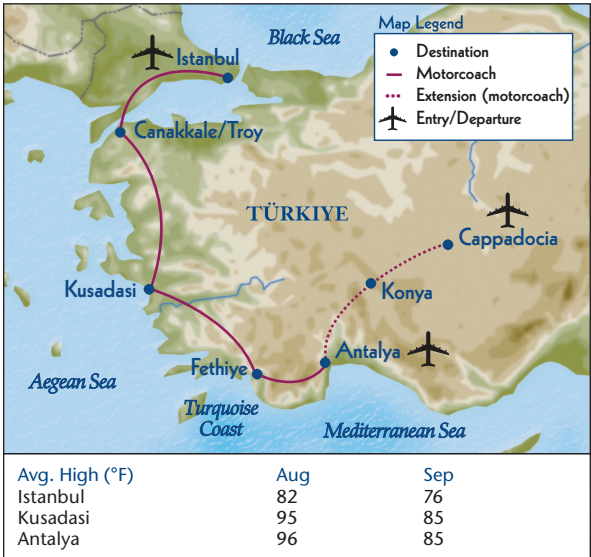 Black Sea
Map Legend
Destination
Motorcoach
Extension (motorcoach)
Entry/Departure
Istanbul
Canakkale/Troy
TÜRKIYE
Cappadocia
Kusadasi
Konya
Antalya
Fethiye
Aegean Sea
Turquoise
Coast
Mediterranean Sea
Avg. High (°F) Aug Sep
Istanbul 82 76
Kusadasi 95 85
Antalya 96 85